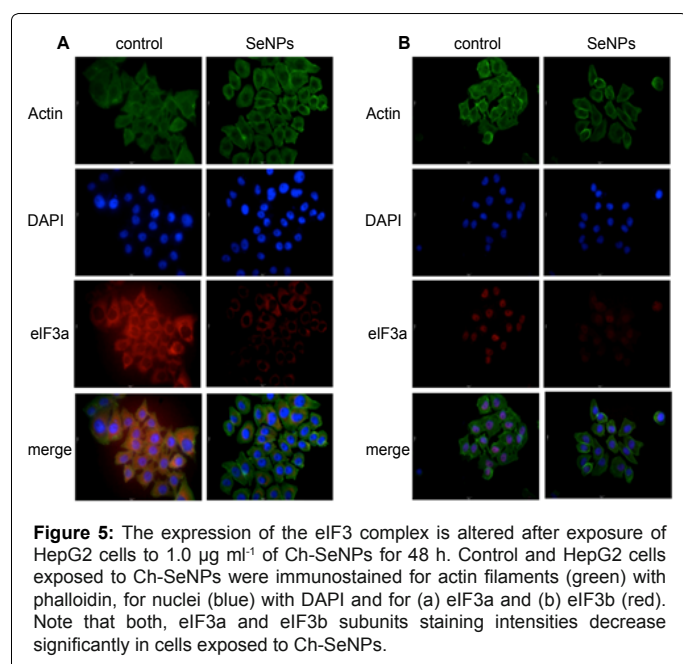 A control SeNPs B control SeNPs
Actin Actin
DAPI DAPI
eIF3a eIF3a
merge merge
Figure 5: The expression of the eIF3 complex is altered after exposure of
HepG2 cells to 1.0 µg ml⁻¹ of Ch-SeNPs for 48 h. Control and HepG2 cells
exposed to Ch-SeNPs were immunostained for actin filaments (green) with
phalloidin, for nuclei (blue) with DAPI and for (a) eIF3a and (b) eIF3b (red).
Note that both, eIF3a and eIF3b subunits staining intensities decrease
significantly in cells exposed to Ch-SeNPs.